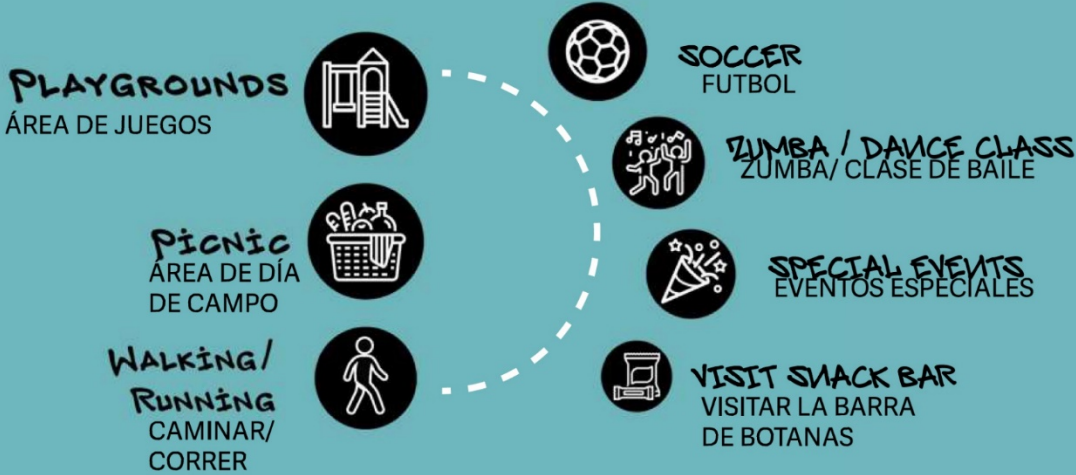 PLAYGROUNDS
ÁREA DE JUEGOS
PICNIC
ÁREA DE DÍA
DE CAMPO
WALKING/
RUNNING
CAMINAR/
CORRER
SOCCER
FUTBOL
ZUMBA / DANCE CLASS
ZUMBA/ CLASE DE BAILE
SPECIAL EVENTS
EVENTOS ESPECIALES
VISIT SNACK BAR
VISITAR LA BARRA
DE BOTANAS